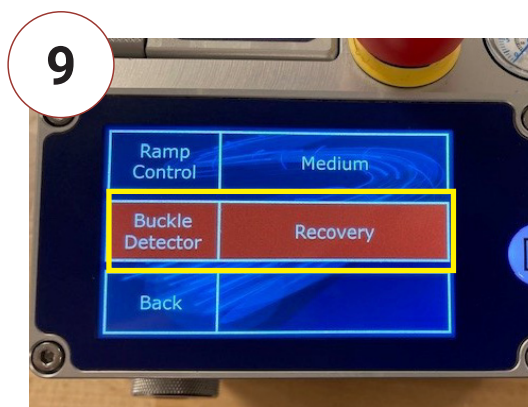 9
Ramp
Control
Medium
Buckle
Detector
Recovery
Back